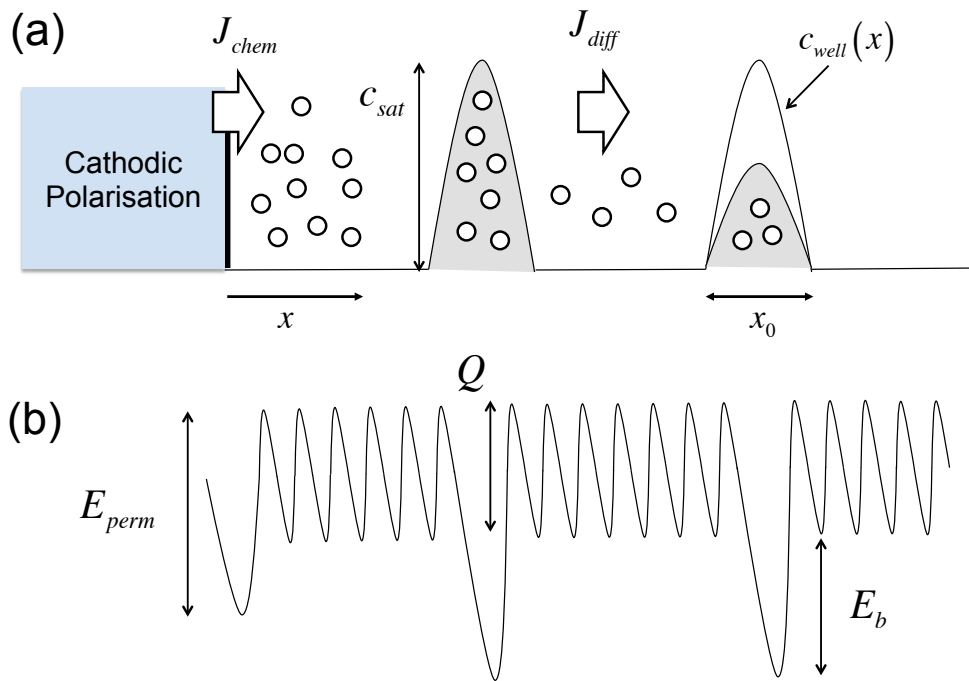 (a)
J_chem
J_diff
c_well(x)
c_sat
Cathodic
Polarisation
x
x_0
Q
(b)
E_perm
E_b